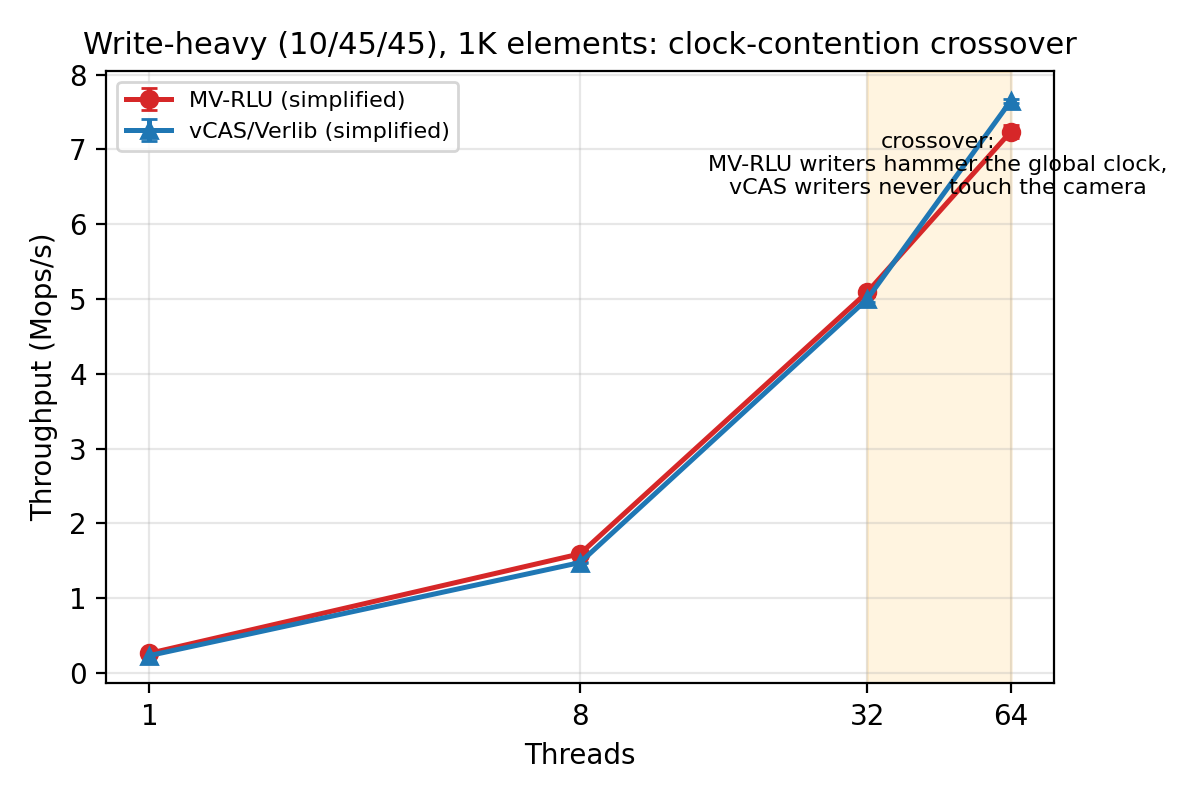 Write-heavy (10/45/45), 1K elements: clock-contention crossover
MV-RLU (simplified)
vCAS/Verlib (simplified)
crossover:
MV-RLU writers hammer the global clock,
vCAS writers never touch the camera
8
7
6
5
4
3
2
1
0
Throughput (Mops/s)
1 8 32 64
Threads